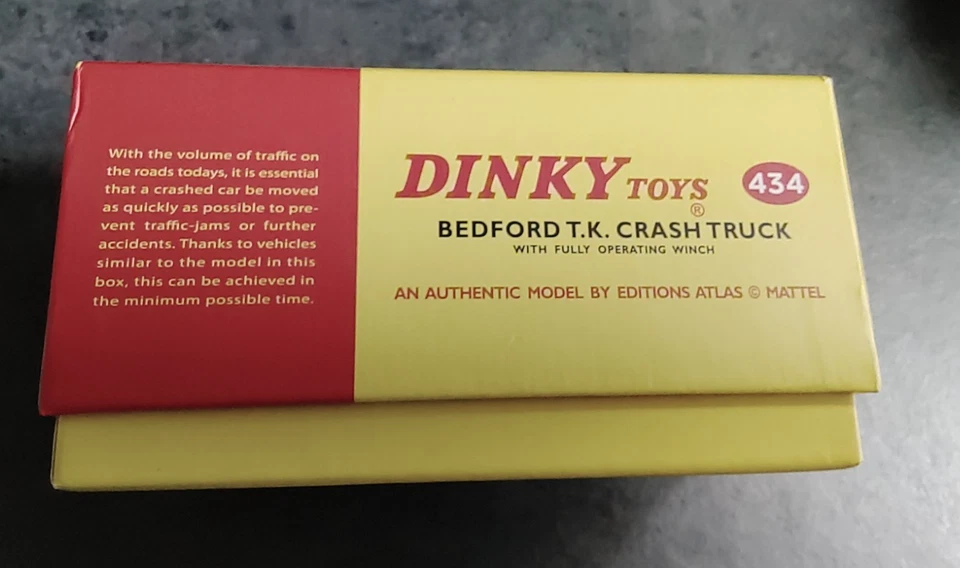 With the volume of traffic on
the roads todays, it is essential
that a crashed car be moved
as quickly as possible to pre-
vent traffic-jams or further
accidents. Thanks to vehicles
similar to the model in this
box, this can be achieved in
the minimum possible time.
DINKY TOYS ® 434
BEDFORD T.K. CRASH TRUCK
WITH FULLY OPERATING WINCH
AN AUTHENTIC MODEL BY EDITIONS ATLAS © MATTEL